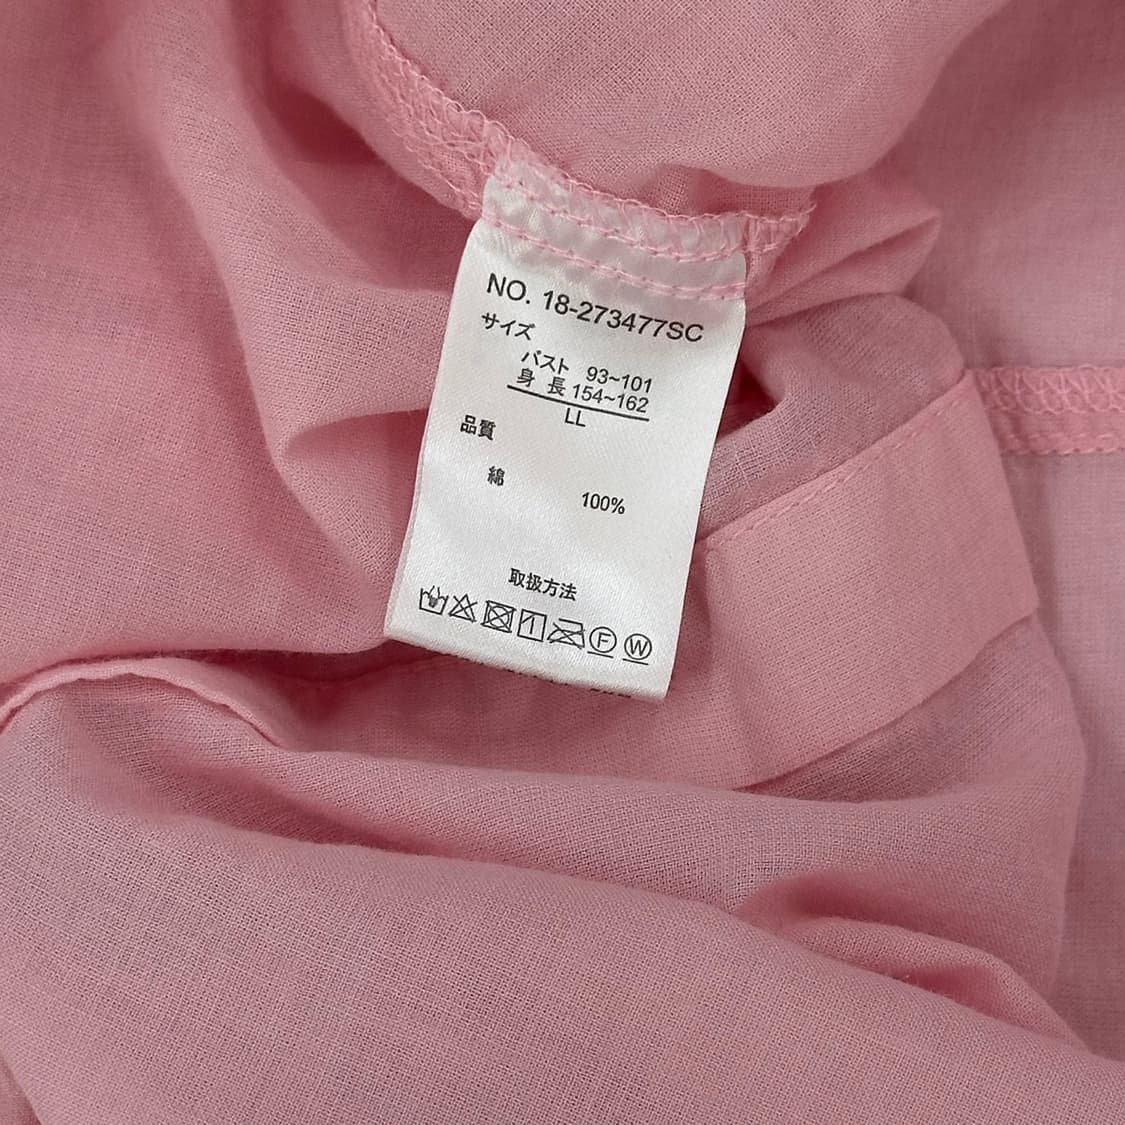 NO. 18-273477SC
サイズ
バスト 93~101
身 長 154~162
LL
品質
綿 100%
取扱方法
F W